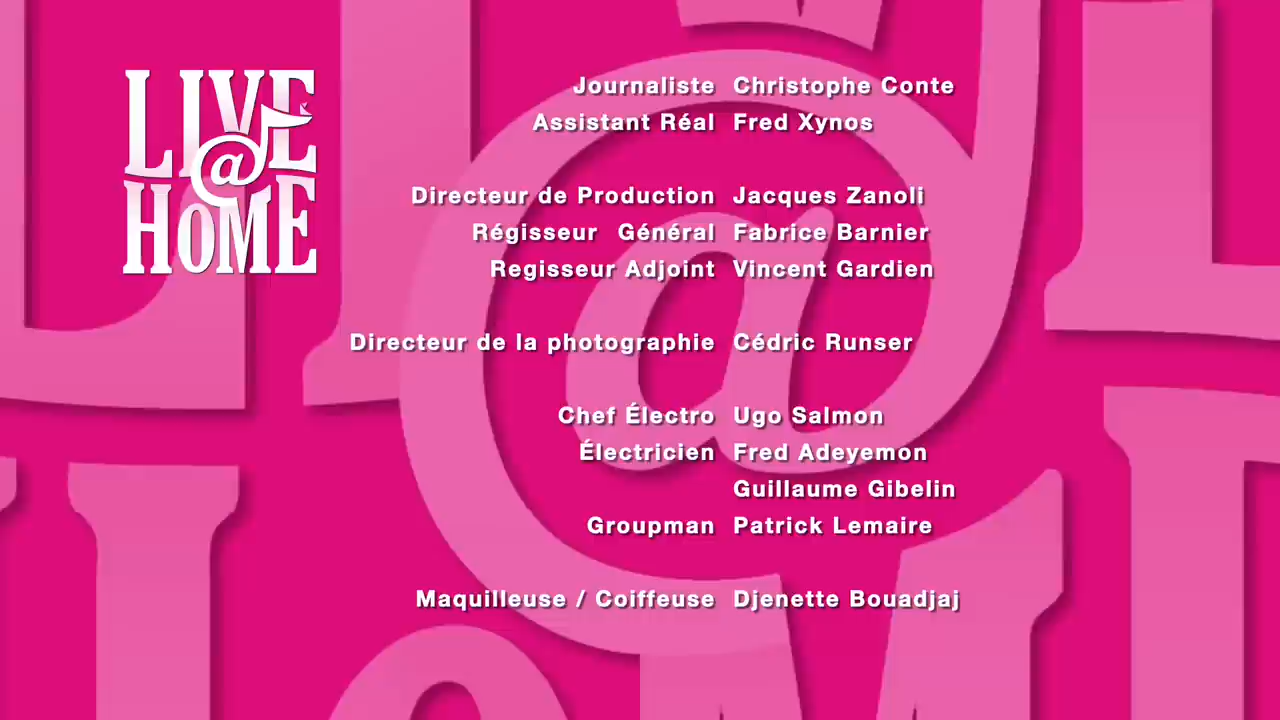 LIVE
@
HOME
Journaliste Christophe Conte
Assistant Réal Fred Xynos
Directeur de Production Jacques Zanoli
Régisseur Général Fabrice Barnier
Regisseur Adjoint Vincent Gardien
Directeur de la photographie Cédric Runser
Chef Électro Ugo Salmon
Électricien Fred Adeyemon
Guillaume Gibelin
Groupman Patrick Lemaire
Maquilleuse / Coiffeuse Djenette Bouadjaj